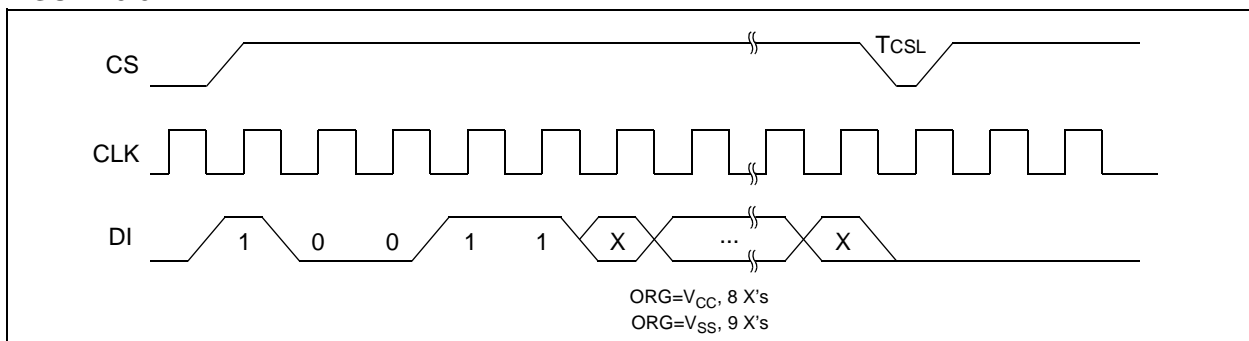 TCSL
CS
CLK
DI 1 0 0 1 1 X ... X
ORG=VCC, 8 X's
ORG=VSS, 9 X's